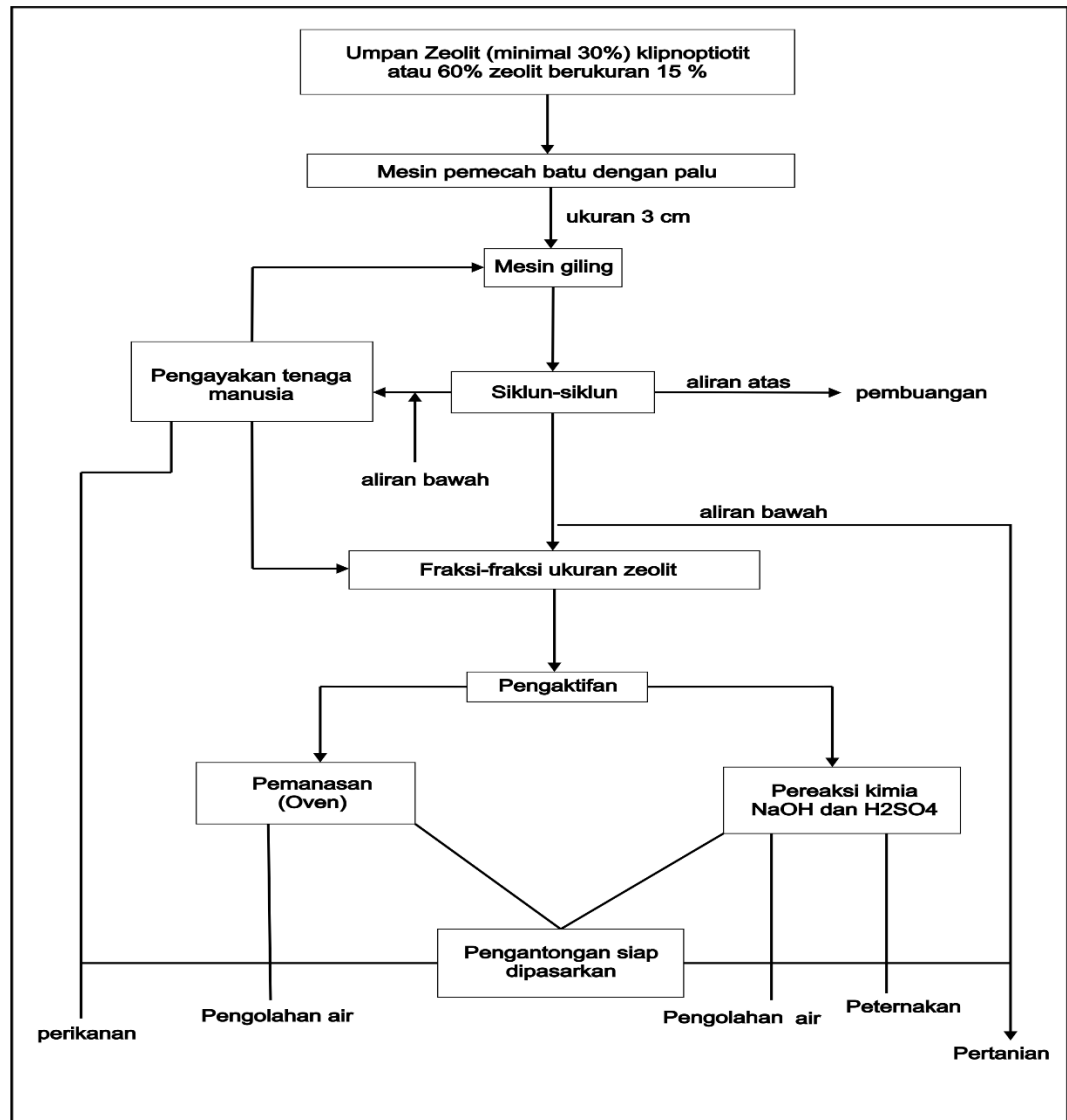 Umpan Zeolit (minimal 30%) klipnoptiotit
atau 60% zeolit berukuran 15 %
Mesin pemecah batu dengan palu
ukuran 3 cm
Mesin giling
Pengayakan tenaga
manusia
Siklun-siklun
aliran atas
pembuangan
aliran bawah
aliran bawah
Fraksi-fraksi ukuran zeolit
Pengaktifan
Pemanasan
(Oven)
Pereaksi kimia
NaOH dan H2SO4
Pengantongan siap
dipasarkan
perikanan
Pengolahan air
Pengolahan air
Peternakan
Pertanian